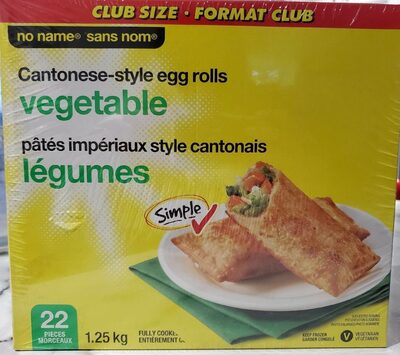 CLUB SIZE · FORMAT CLUB
no name® sans nom®
Cantonese-style egg rolls
vegetable
pâtés impériaux style cantonais
légumes
Simple
22
PIECES
MORCEAUX
1.25 kg
FULLY COOKE
ENTIÈREMENT
KEEP FROZEN
GARDER CONGELÉ
V
VEGETARIAN
VÉGÉTARIEN